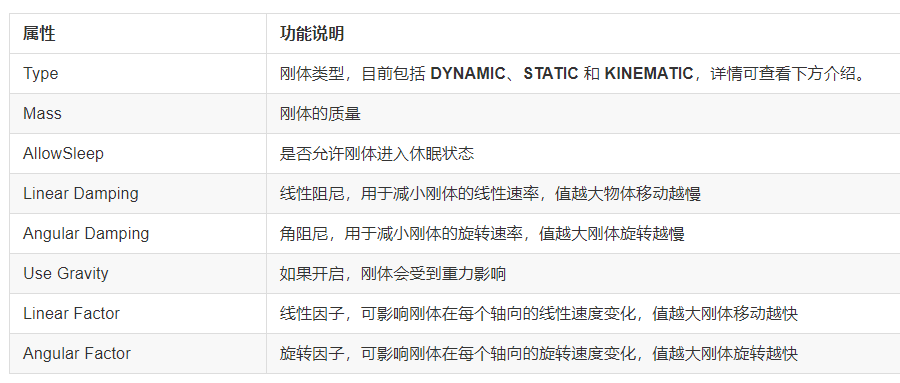 属性 功能说明
Type 刚体类型，目前包括 DYNAMIC、STATIC 和 KINEMATIC，详情可查看下方介绍。
Mass 刚体的质量
AllowSleep 是否允许刚体进入休眠状态
Linear Damping 线性阻尼，用于减小刚体的线性速率，值越大物体移动越慢
Angular Damping 角阻尼，用于减小刚体的旋转速率，值越大刚体旋转越慢
Use Gravity 如果开启，刚体会受到重力影响
Linear Factor 线性因子，可影响刚体在每个轴向的线性速度变化，值越大刚体移动越快
Angular Factor 旋转因子，可影响刚体在每个轴向的旋转速度变化，值越大刚体旋转越快